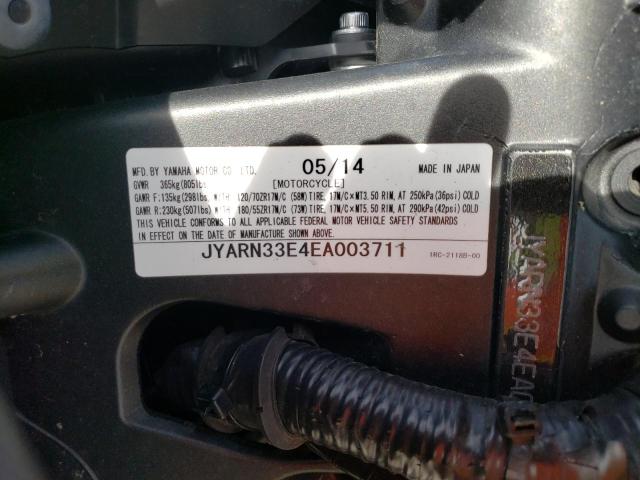 MFD. BY YAMAHA MOTOR CO., LTD. 05/14 MADE IN JAPAN
GVWR 365kg(805lbs) [MOTORCYCLE]
GAWR F:135kg(298lbs) WITH 120/70ZR17M/C (58W)TIRE, 17M/C×MT3.50 RIM, AT 250kPa(36psi) COLD
GAWR R:230kg(507lbs) WITH 180/55ZR17M/C (73W)TIRE, 17M/C×MT5.50 RIM, AT 290kPa(42psi) COLD
THIS VEHICLE CONFORMS TO ALL APPLICABLE FEDERAL MOTOR VEHICLE SAFETY STANDARDS
IN EFFECT ON THE DATE OF MANUFACTURE SHOWN ABOVE.
JYARN33E4EA003711 1RC-2118B-00
JYARN33E4EA0